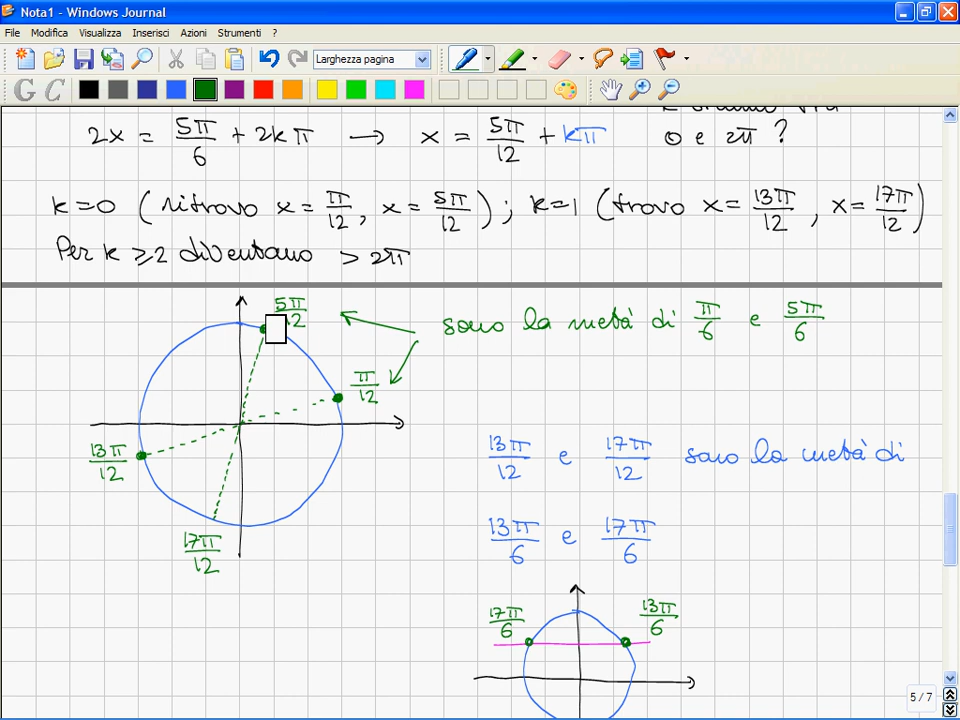 Nota1 - Windows Journal
File Modifica Visualizza Inserisci Azioni Strumenti ?
Larghezza pagina
G C
2x = 5π/6 + 2kπ → x = 5π/12 + kπ 0 e 2π ?
k=0 (ritrovo x = π/12, x = 5π/12); k=1 (trovo x = 13π/12, x = 17π/12)
Per k ≥ 2 diventano > 2π
5π/12
sono la metà di π/6 e 5π/6
π/12
13π/12
13π/12 e 17π/12 sono la metà di
17π/12
13π/6 e 17π/6
17π/6
13π/6
5 / 7